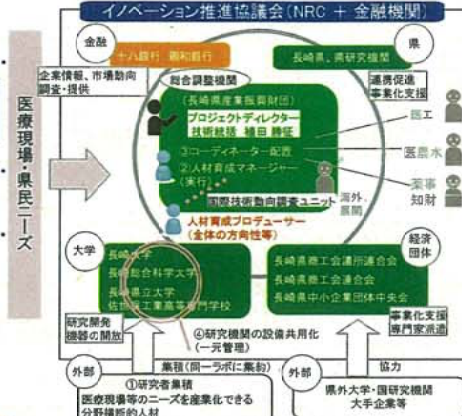 イノベーション推進協議会(NRC + 金融機関)
金融
十八銀行 親和銀行
県
長崎県、県研究機関
企業情報、市場動向
調査・提供
総合調整機関
連携促進
事業化支援
(長崎県産業振興財団)
プロジェクトディレクター
技術統括 植田 勝征
③コーディネーター配置
②人材育成マネージャー
(実行)
国際技術動向調査ユニット
海外
展開
医工
医農水
薬事
知財
人材育成プロデューサー
(全体の方向性等)
医療現場・県民ニーズ
大学
長崎大学
長崎総合科学大学
長崎県立大学
佐世保工業高等専門学校
経済
団体
長崎県商工会議所連合会
長崎県商工会連合会
長崎県中小企業団体中央会
研究開発
機器の開放
事業化支援
専門家派遣
④研究機関の設備共用化
(一元管理)
外部
集積(同一ラボに集約)
①研究者集積
医療現場等のニーズを産業化できる
分野横断的人材
外部
協力
県外大学・国研究機関
大手企業等